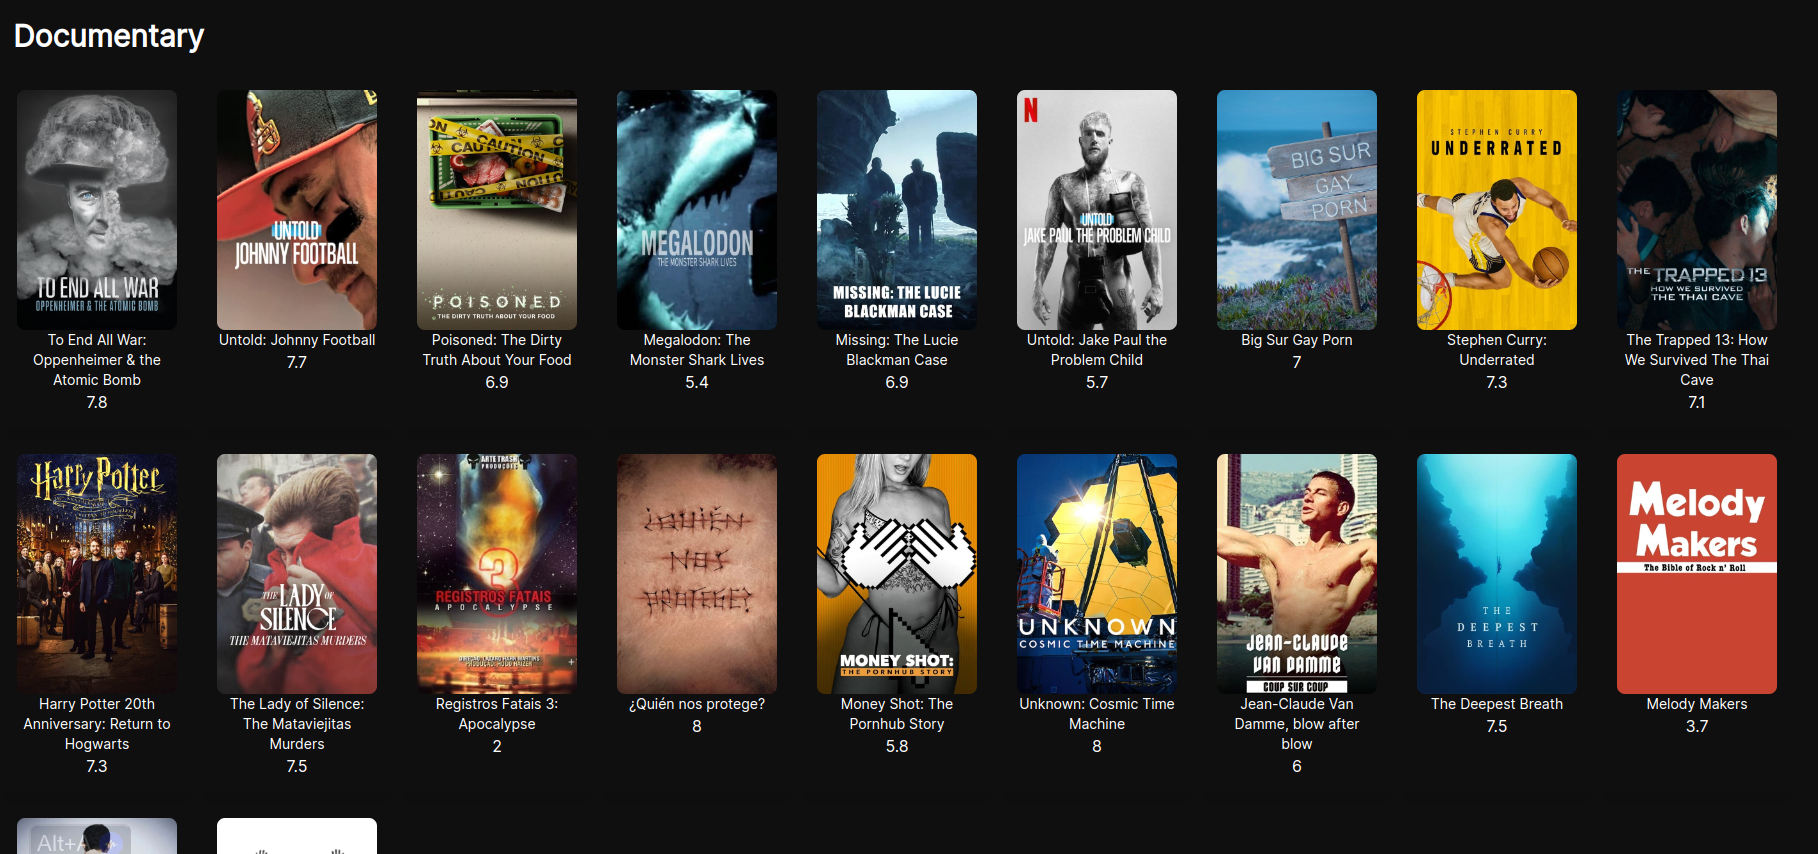 Documentary
TO END ALL WAR
OPPENHEIMER & THE ATOMIC BOMB
To End All War:
Oppenheimer & the
Atomic Bomb
7.8
UNTOLD
JOHNNY FOOTBALL
Untold: Johnny Football
7.7
CAUTION
POISONED
THE DIRTY TRUTH ABOUT YOUR FOOD
Poisoned: The Dirty
Truth About Your Food
6.9
MEGALODON
THE MONSTER SHARK LIVES
Megalodon: The
Monster Shark Lives
5.4
MISSING: THE LUCIE
BLACKMAN CASE
Missing: The Lucie
Blackman Case
6.9
N
UNTOLD
JAKE PAUL THE PROBLEM CHILD
Untold: Jake Paul the
Problem Child
5.7
BIG SUR
GAY
PORN
Big Sur Gay Porn
7
STEPHEN CURRY
UNDERRATED
Stephen Curry:
Underrated
7.3
THE TRAPPED 13
HOW WE SURVIVED
THE THAI CAVE
The Trapped 13: How
We Survived The Thai
Cave
7.1
Harry Potter
Harry Potter 20th
Anniversary: Return to
Hogwarts
7.3
THE LADY OF
SILENCE
THE MATAVIEJITAS MURDERS
The Lady of Silence:
The Mataviejitas
Murders
7.5
ARTE TRASH
PRODUÇÕES
3
REGISTROS FATAIS
APOCALYPSE
Registros Fatais 3:
Apocalypse
2
¿QUIÉN
NOS
PROTEGE?
¿Quién nos protege?
8
MONEY SHOT:
THE PORNHUB STORY
Money Shot: The
Pornhub Story
5.8
UNKNOWN
COSMIC TIME MACHINE
Unknown: Cosmic Time
Machine
8
JEAN-CLAUDE
VAN DAMME
COUP SUR COUP
Jean-Claude Van
Damme, blow after
blow
6
THE
DEEPEST
BREATH
The Deepest Breath
7.5
Melody
Makers
The Bible of Rock n' Roll
Melody Makers
3.7